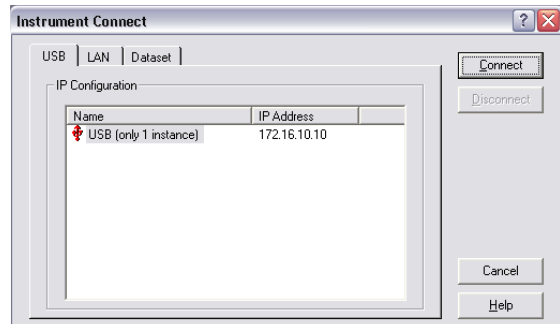 Instrument Connect
USB LAN Dataset
Connect
IP Configuration
Disconnect
Name IP Address
USB (only 1 instance) 172.16.10.10
Cancel
Help